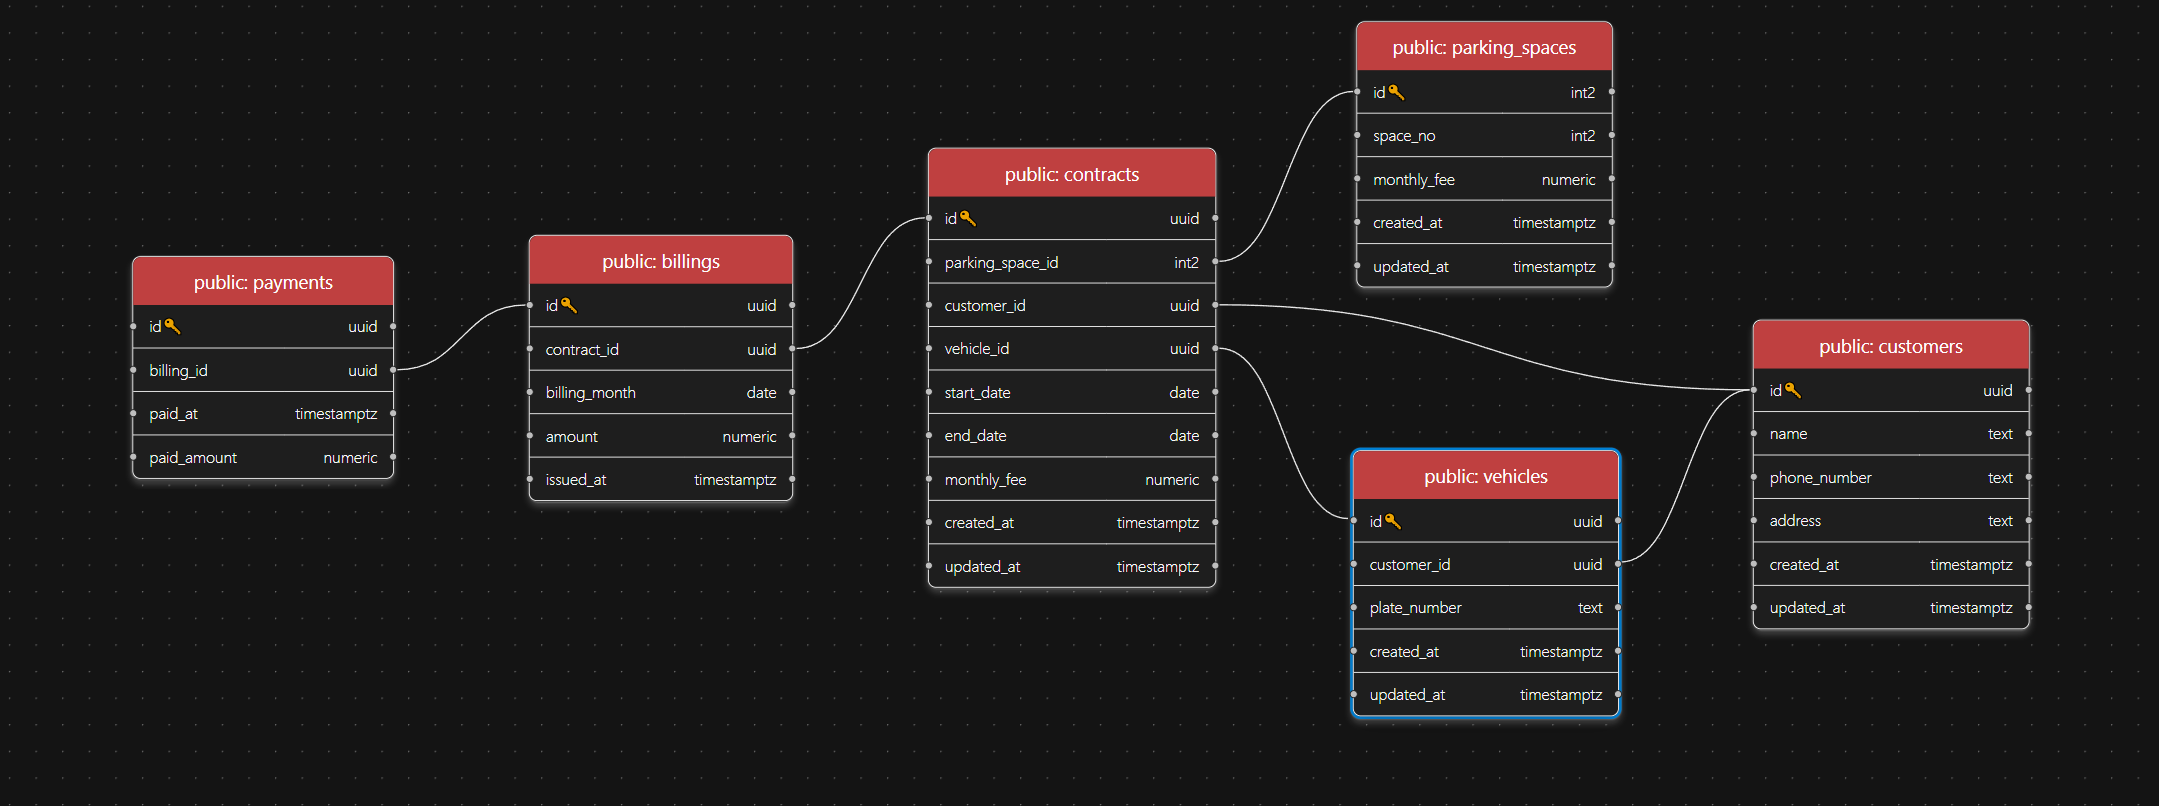 public: payments
id uuid
billing_id uuid
paid_at timestamptz
paid_amount numeric
public: billings
id uuid
contract_id uuid
billing_month date
amount numeric
issued_at timestamptz
public: contracts
id uuid
parking_space_id int2
customer_id uuid
vehicle_id uuid
start_date date
end_date date
monthly_fee numeric
created_at timestamptz
updated_at timestamptz
public: parking_spaces
id int2
space_no int2
monthly_fee numeric
created_at timestamptz
updated_at timestamptz
public: vehicles
id uuid
customer_id uuid
plate_number text
created_at timestamptz
updated_at timestamptz
public: customers
id uuid
name text
phone_number text
address text
created_at timestamptz
updated_at timestamptz